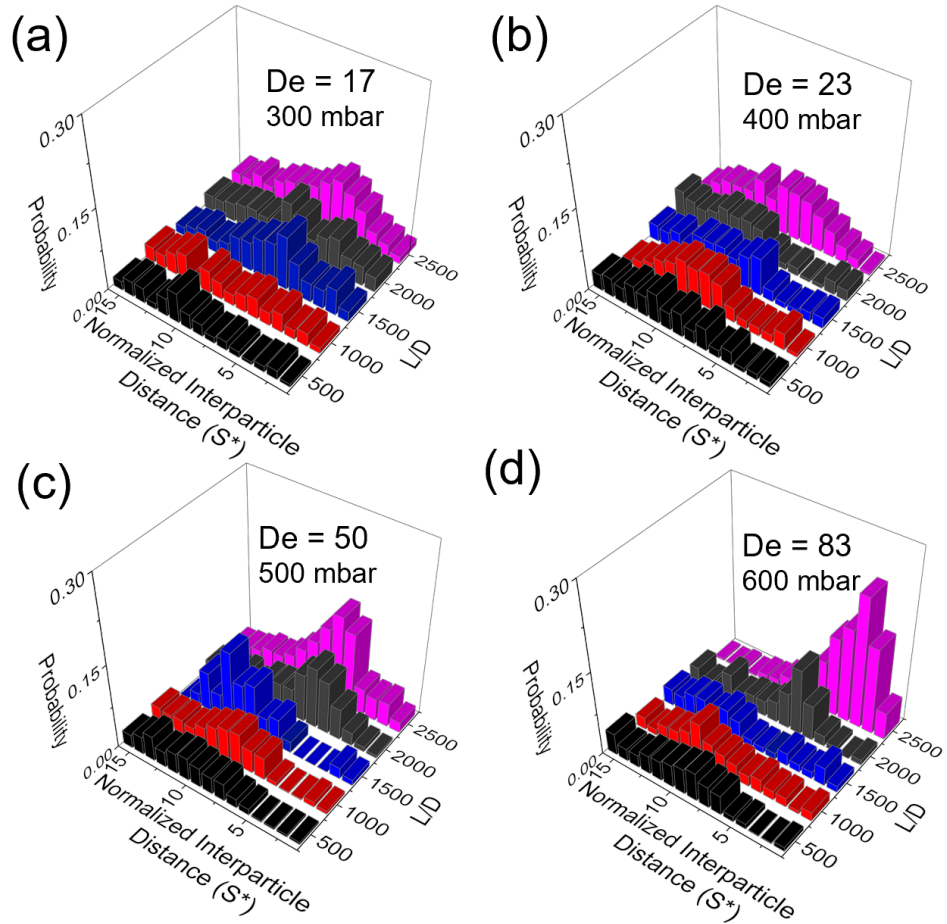 (a)
De = 17
300 mbar
0.30
0.15
0.00
Probability
15
10
5
Normalized Interparticle
Distance (S*)
500
1000
1500
2000
2500
L/D
(b)
De = 23
400 mbar
0.30
0.15
0.00
Probability
15
10
5
Normalized Interparticle
Distance (S*)
500
1000
1500
2000
2500
L/D
(c)
De = 50
500 mbar
0.30
0.15
0.00
Probability
15
10
5
Normalized Interparticle
Distance (S*)
500
1000
1500
2000
2500
L/D
(d)
De = 83
600 mbar
0.30
0.15
0.00
Probability
15
10
5
Normalized Interparticle
Distance (S*)
500
1000
1500
2000
2500
L/D